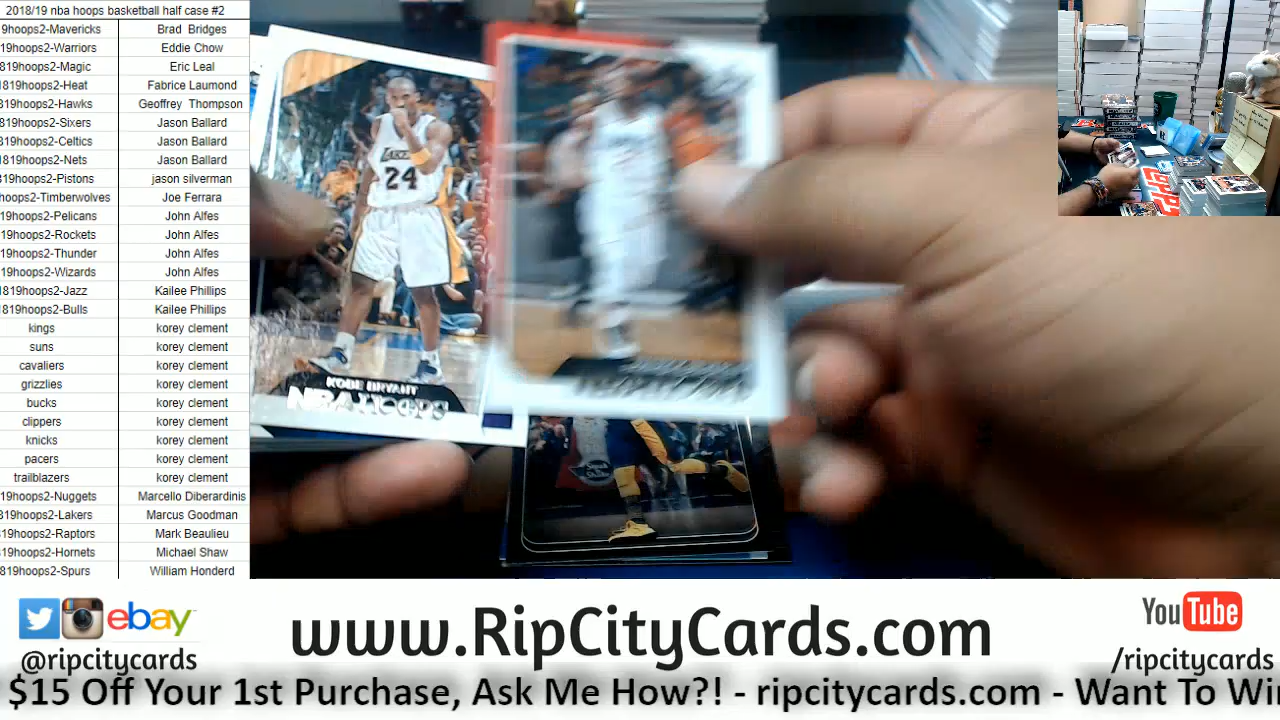 2018/19 nba hoops basketball half case #2
9hoops2-Mavericks Brad Bridges
19hoops2-Warriors Eddie Chow
19hoops2-Magic Eric Leal
819hoops2-Heat Fabrice Laumond
819hoops2-Hawks Geoffrey Thompson
819hoops2-Sixers Jason Ballard
819hoops2-Celtics Jason Ballard
19hoops2-Nets Jason Ballard
819hoops2-Pistons jason silverman
hoops2-Timberwolves Joe Ferrara
19hoops2-Pelicans John Alfes
19hoops2-Rockets John Alfes
19hoops2-Thunder John Alfes
19hoops2-Wizards John Alfes
1819hoops2-Jazz Kailee Phillips
1819hoops2-Bulls Kailee Phillips
kings korey clement
suns korey clement
cavaliers korey clement
grizzlies korey clement
bucks korey clement
clippers korey clement
knicks korey clement
pacers korey clement
trailblazers korey clement
19hoops2-Nuggets Marcello Diberardinis
19hoops2-Lakers Marcus Goodman
19hoops2-Raptors Mark Beaulieu
19hoops2-Hornets Michael Shaw
819hoops2-Spurs William Honderd
LAKERS
24
KOBE BRYANT
NBA HOOPS
ebay
@ripcitycards
www.RipCityCards.com
YouTube
/ripcitycards
$15 Off Your 1st Purchase, Ask Me How?! - ripcitycards.com - Want To Wi